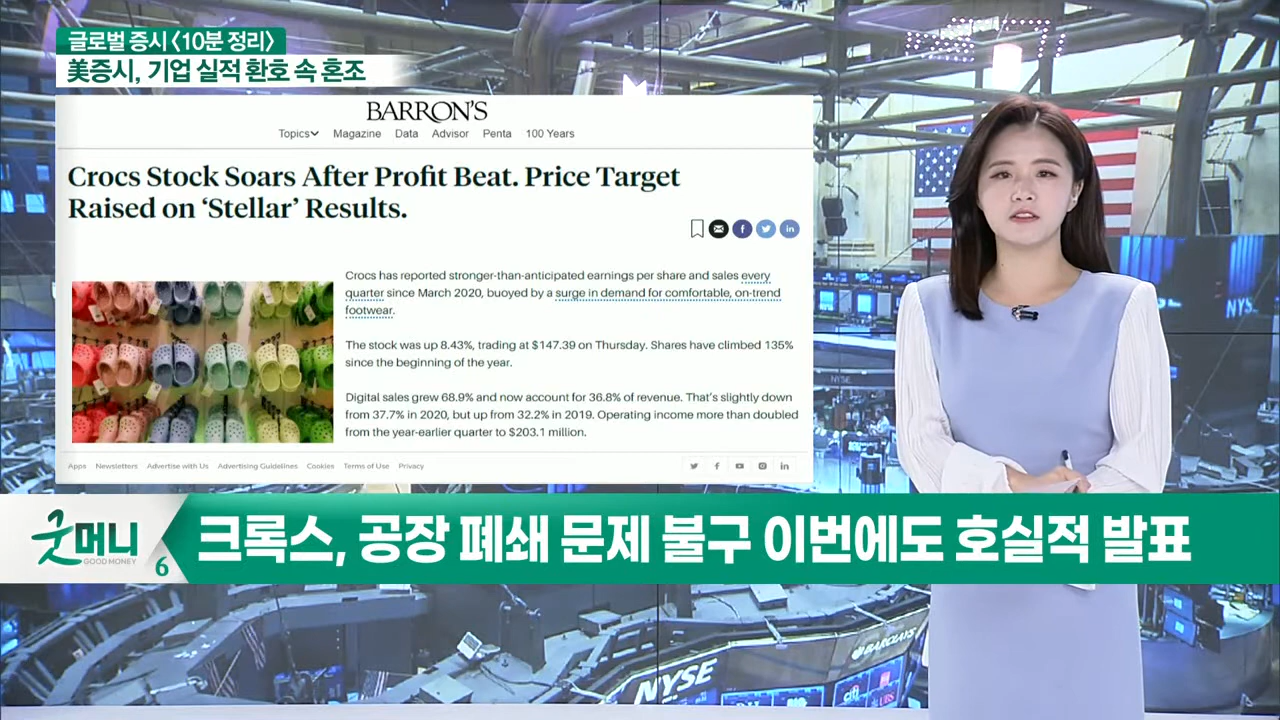 글로벌 증시 <10분 정리>
美증시, 기업 실적 환호 속 혼조
BARRON'S
Topics Magazine Data Advisor Penta 100 Years
Crocs Stock Soars After Profit Beat. Price Target
Raised on ‘Stellar’ Results.
Crocs has reported stronger-than-anticipated earnings per share and sales every
quarter since March 2020, buoyed by a surge in demand for comfortable, on-trend
footwear.
The stock was up 8.43%, trading at $147.39 on Thursday. Shares have climbed 135%
since the beginning of the year.
Digital sales grew 68.9% and now account for 36.8% of revenue. That’s slightly down
from 37.7% in 2020, but up from 32.2% in 2019. Operating income more than doubled
from the year-earlier quarter to $203.1 million.
Apps Newsletters Advertise with Us Advertising Guidelines Cookies Terms of Use Privacy
NYS
NYSE
굿머니
GOOD MONEY
6
크록스, 공장 폐쇄 문제 불구 이번에도 호실적 발표
BARCLAYS
NYSE
citi
UBS